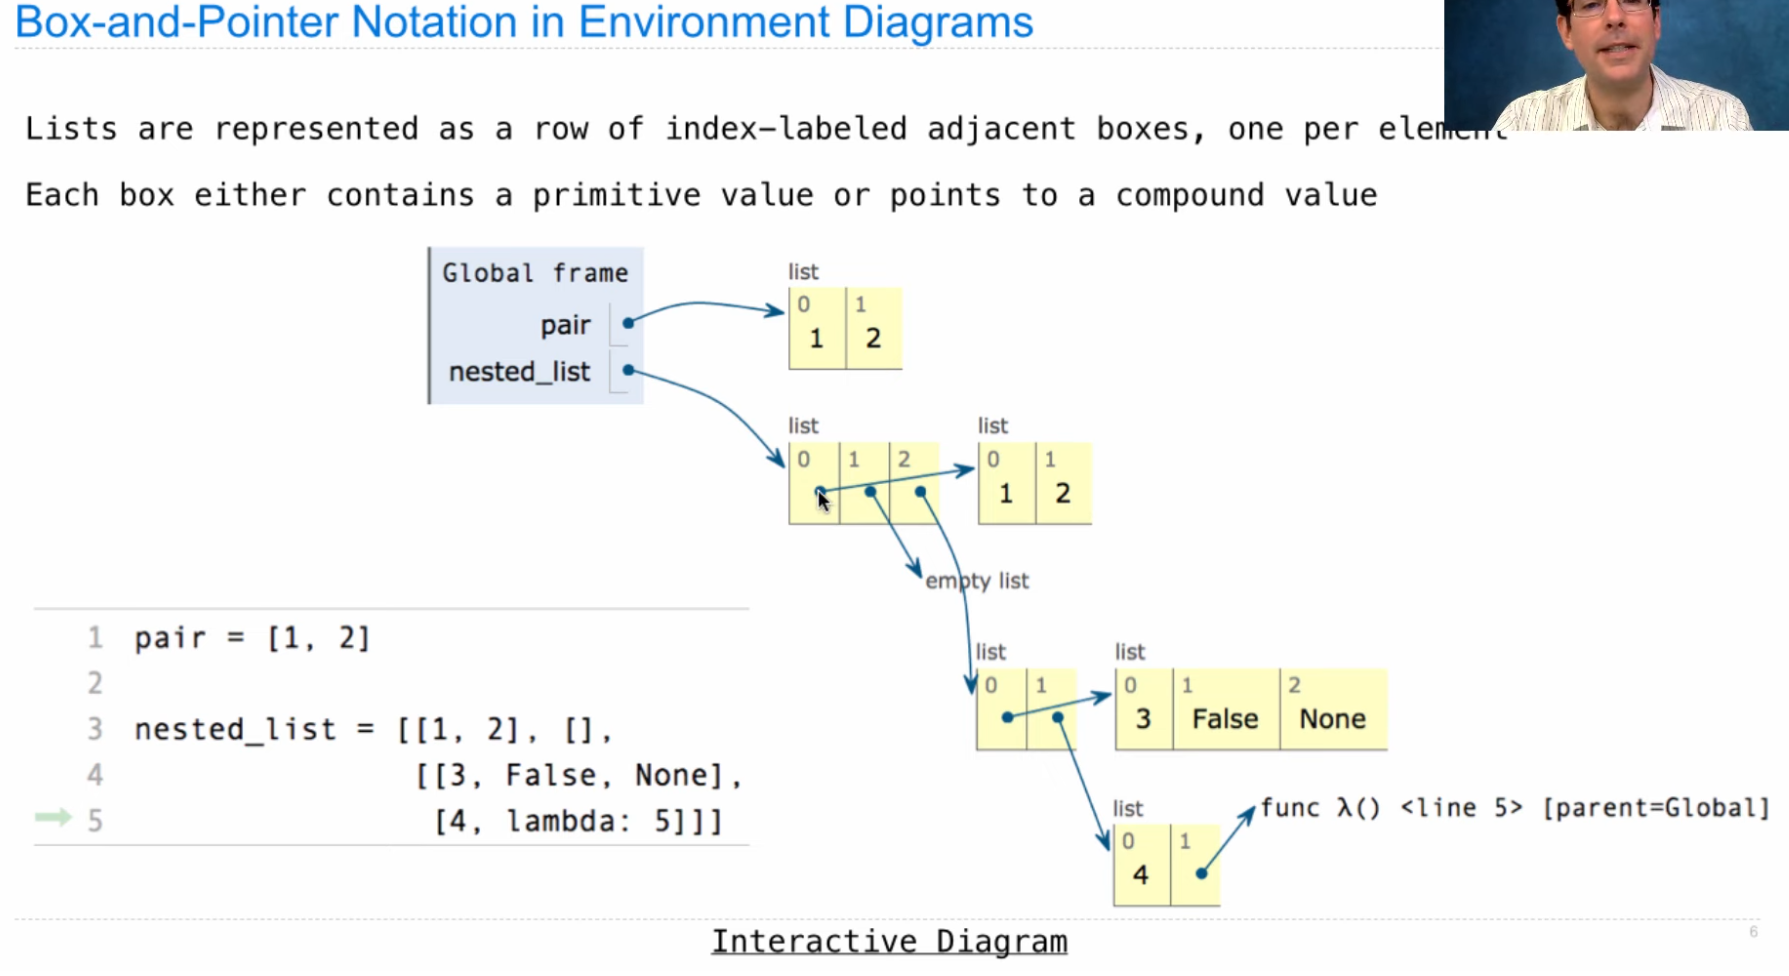 Box-and-Pointer Notation in Environment Diagrams
Lists are represented as a row of index-labeled adjacent boxes, one per element
Each box either contains a primitive value or points to a compound value
Global frame
pair
nested_list
list
0 1
1 2
list
0 1 2
list
0 1
1 2
empty list
list
0 1
list
0 1 2
3 False None
list
0 1
4
func λ() <line 5> [parent=Global]
1 pair = [1, 2]
2
3 nested_list = [[1, 2], [],
4 [[3, False, None],
5 [4, lambda: 5]]]
Interactive Diagram
6